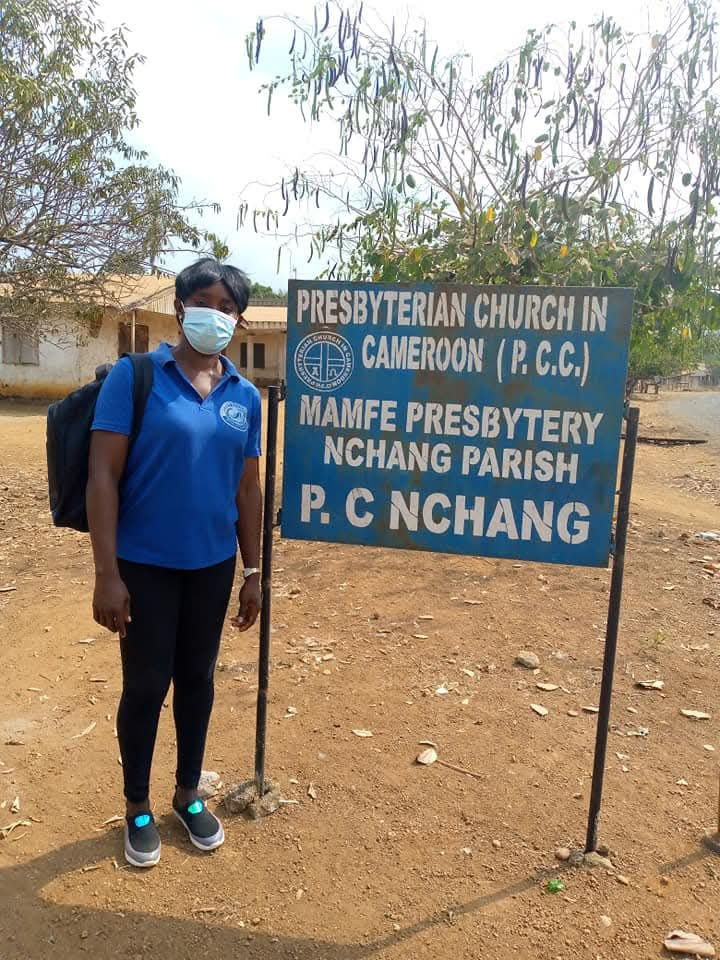 PRESBYTERIAN CHURCH IN
CAMEROON (P. C.C.)
MAMFE PRESBYTERY
NCHANG PARISH
P. C NCHANG